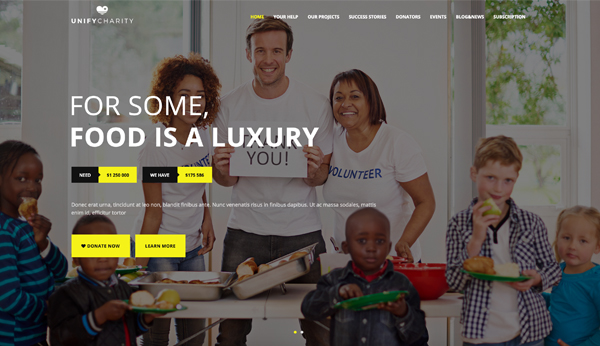 UNIFYCHARITY
HOME YOUR HELP OUR PROJECTS SUCCESS STORIES DONATORS EVENTS BLOG&NEWS SUBSCRIPTION
FOR SOME,
FOOD IS A LUXURY
YOU!
VOLUNTEER
NEED $1 250 000 WE HAVE $175 586
Donec erat urna, tincidunt at leo non, blandit finibus ante. Nunc venenatis risus in finibus dapibus. Ut ac massa sodales, mattis
enim id, efficitur tortor
DONATE NOW LEARN MORE